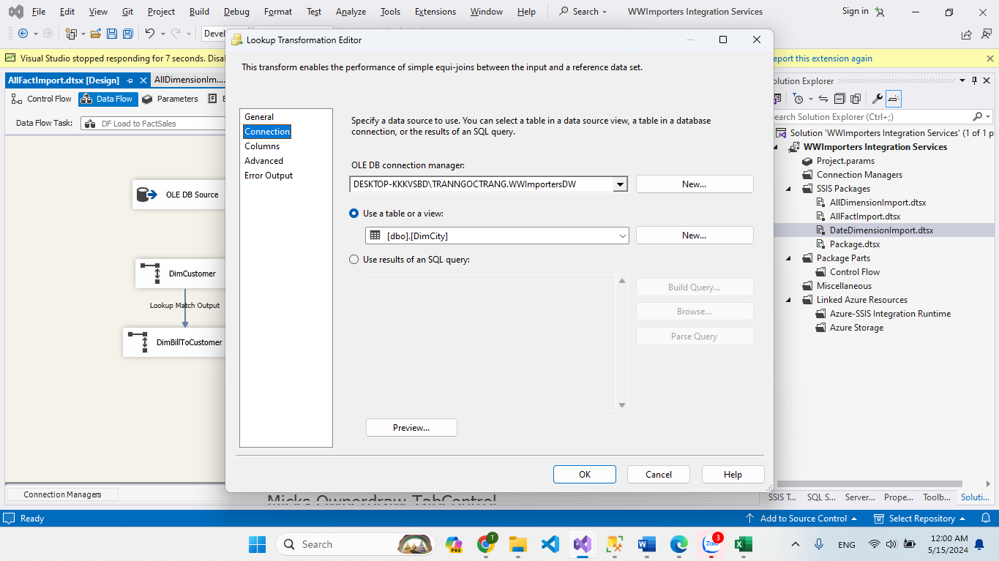 File Edit View Git Project Build Debug Format Test Analyze Tools Extensions Window Help Search WWImporters Integration Services Sign in
Devel
Visual Studio stopped responding for 7 seconds. Disa
eport this extension again
AllFactImport.dtsx [Design] AllDimensionIm....
Control Flow Data Flow Parameters E
Data Flow Task: DF Load to FactSales
OLE DB Source
DimCustomer
Lookup Match Output
DimBillToCustomer
Connection Managers
Lookup Transformation Editor
This transform enables the performance of simple equi-joins between the input and a reference data set.
General
Connection
Columns
Advanced
Error Output
Specify a data source to use. You can select a table in a data source view, a table in a database
connection, or the results of an SQL query.
OLE DB connection manager:
DESKTOP-KKKVSBD\TRANNGOCTRANG.WWImportersDW New...
Use a table or a view:
[dbo].[DimCity] New...
Use results of an SQL query:
Build Query...
Browse...
Parse Query
Preview...
OK Cancel Help
Micks Ownerdraw TabControl
olution Explorer
earch Solution Explorer (Ctrl+;)
Solution 'WWImporters Integration Services' (1 of 1 p
WWImporters Integration Services
Project.params
Connection Managers
SSIS Packages
AllDimensionImport.dtsx
AllFactImport.dtsx
DateDimensionImport.dtsx
Package.dtsx
Package Parts
Control Flow
Miscellaneous
Linked Azure Resources
Azure-SSIS Integration Runtime
Azure Storage
SSIS T... SQL S... Server... Prope... Toolb... Soluti...
Ready Add to Source Control Select Repository
Search PRE T Zalo 3 ENG 12:00 AM
5/15/2024